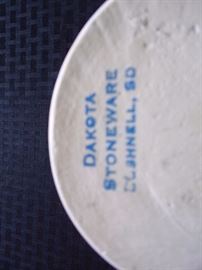 DAKOTA
STONEWARE
BUSHNELL, SD